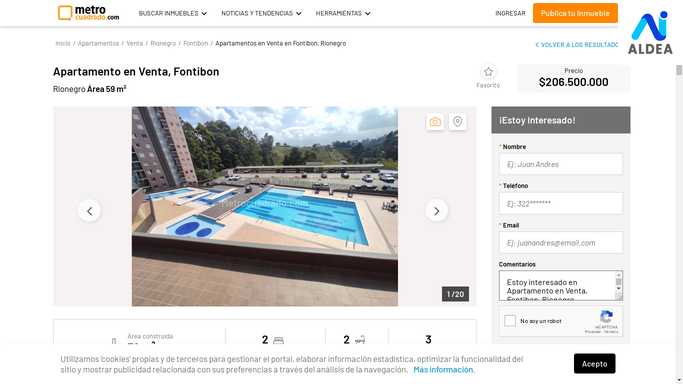 metro
cuadrado.com
BUSCAR INMUEBLES
NOTICIAS Y TENDENCIAS
HERRAMIENTAS
INGRESAR
Publica tu Inmueble
ALDEA
Inicio / Apartamentos / Venta / Rionegro / Fontibon / Apartamentos en Venta en Fontibon, Rionegro
VOLVER A LOS RESULTADO
Apartamento en Venta, Fontibon
Rionegro Área 59 m²
Favorito
Precio
$206.500.000
metrocuadrado.com
1 / 20
¡Estoy Interesado!
* Nombre
Ej: Juan Andres
* Teléfono
Ej: 322*******
* Email
Ej: juanandres@email.com
Comentarios
Estoy interesado en
Apartamento en Venta,
Fontibon, Rionegro
No soy un robot
reCAPTCHA
Privacidad - Términos
Área construida
2
2
3
Utilizamos 'cookies' propias y de terceros para gestionar el portal, elaborar información estadística, optimizar la funcionalidad del
sitio y mostrar publicidad relacionada con sus preferencias a través del análisis de la navegación. Más información.
Acepto